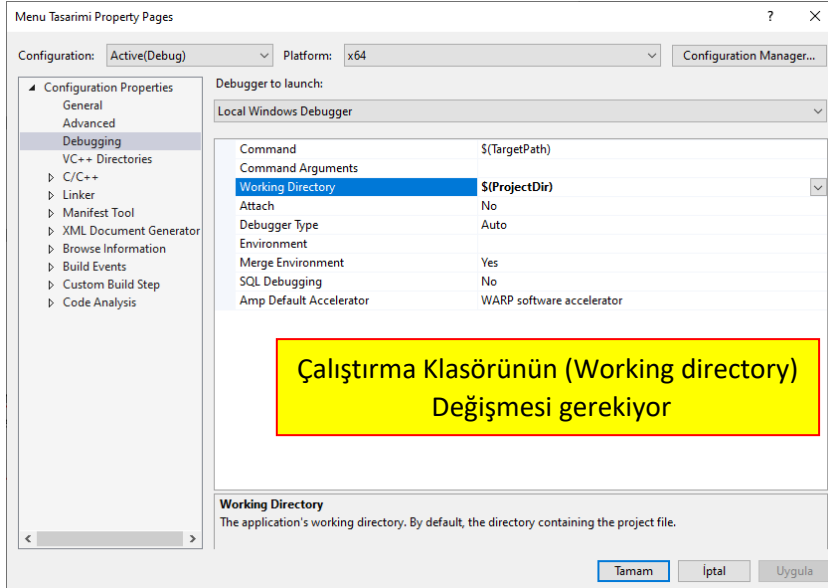 Menu Tasarimi Property Pages
? ×
Configuration: Active(Debug) Platform: x64 Configuration Manager...
Configuration Properties
General
Advanced
Debugging
VC++ Directories
C/C++
Linker
Manifest Tool
XML Document Generator
Browse Information
Build Events
Custom Build Step
Code Analysis
Debugger to launch:
Local Windows Debugger
Command $(TargetPath)
Command Arguments
Working Directory $(ProjectDir)
Attach No
Debugger Type Auto
Environment
Merge Environment Yes
SQL Debugging No
Amp Default Accelerator WARP software accelerator
Çalıştırma Klasörünün (Working directory)
Değişmesi gerekiyor
Working Directory
The application's working directory. By default, the directory containing the project file.
Tamam İptal Uygula